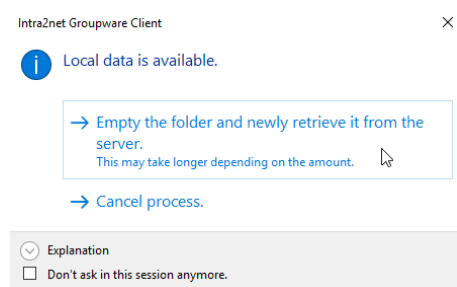 Intra2net Groupware Client
Local data is available.
Empty the folder and newly retrieve it from the
server.
This may take longer depending on the amount.
Cancel process.
Explanation
Don't ask in this session anymore.